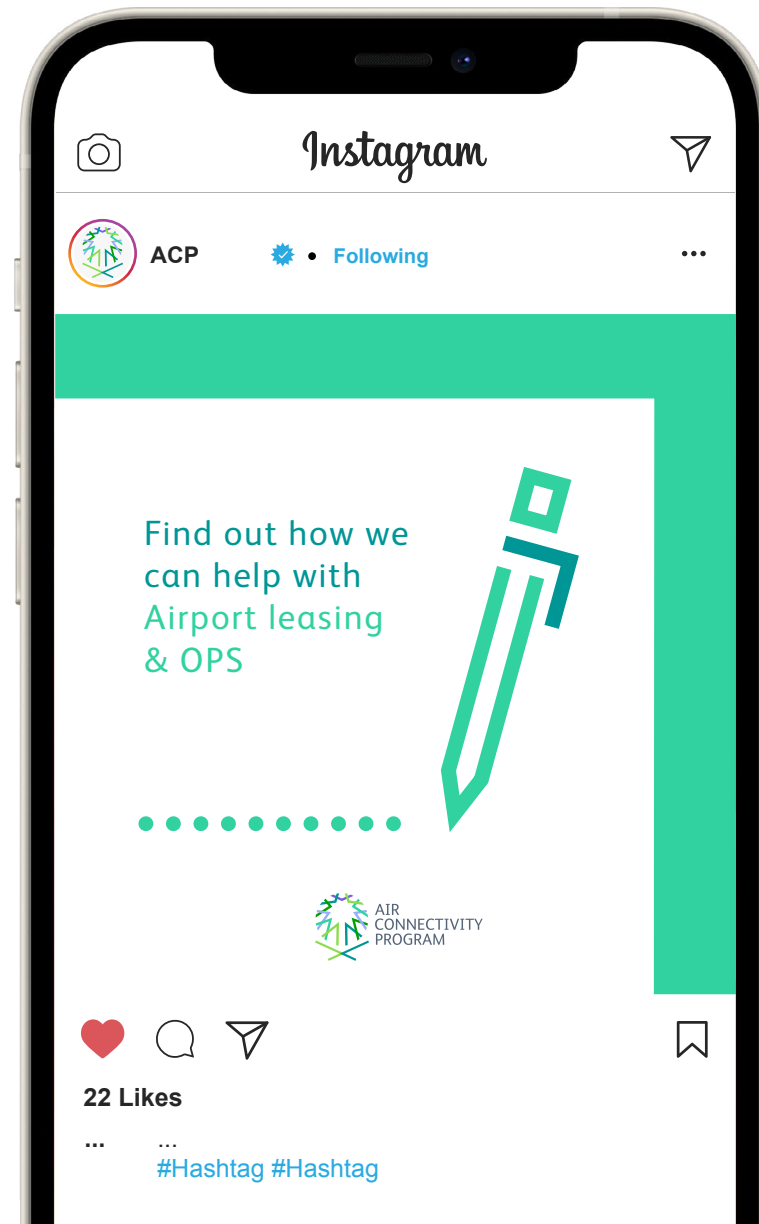 Instagram
ACP • Following
...
Find out how we
can help with
Airport leasing
& OPS
AIR
CONNECTIVITY
PROGRAM
22 Likes
... ...
#Hashtag #Hashtag